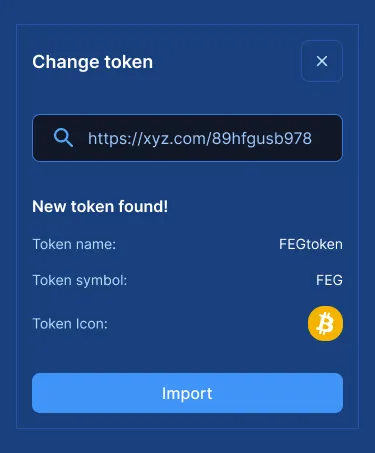 Change token
https://xyz.com/89hfgusb978
New token found!
Token name: FEGtoken
Token symbol: FEG
Token Icon:
Import